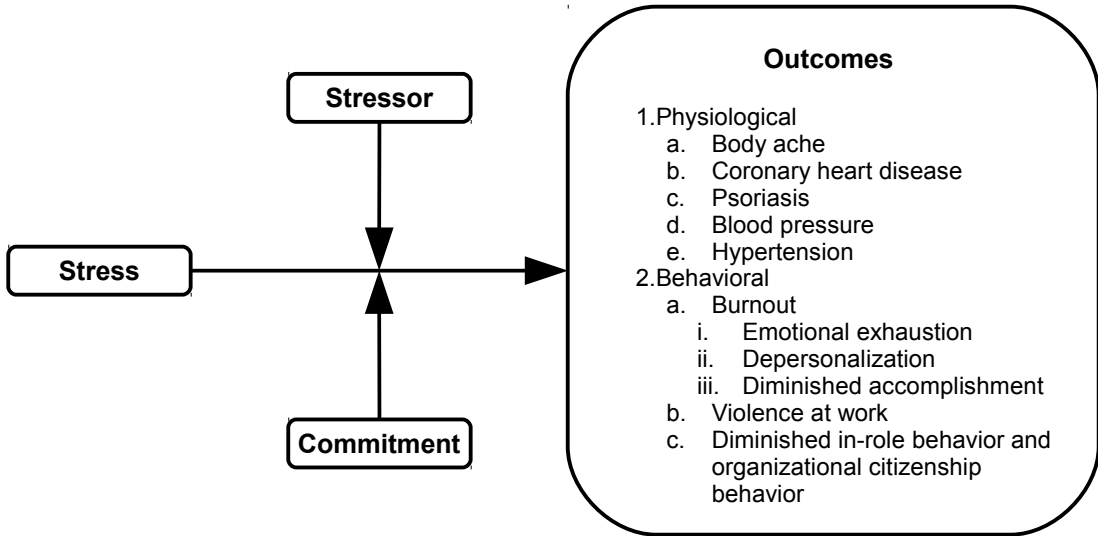 Outcomes
Stressor
1.Physiological
a. Body ache
b. Coronary heart disease
c. Psoriasis
d. Blood pressure
e. Hypertension
Stress
2.Behavioral
a. Burnout
i. Emotional exhaustion
ii. Depersonalization
iii. Diminished accomplishment
b. Violence at work
Commitment
c. Diminished in-role behavior and
organizational citizenship
behavior